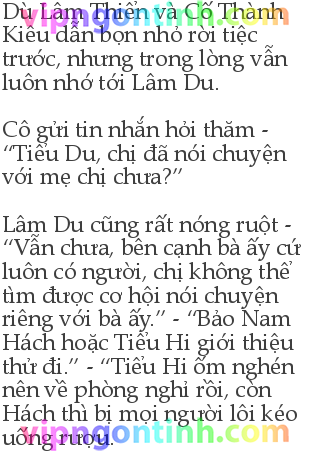 Dù Lâm Thiển và Cố Thành
vipngontinh.com
Kiêu dẫn bọn nhỏ rời tiệc
trước, nhưng trong lòng vẫn
luôn nhớ tới Lâm Du.
Cô gửi tin nhắn hỏi thăm -
“Tiểu Du, chị đã nói chuyện
với mẹ chị chưa?”
Lâm Du cũng rất nóng ruột -
“Vẫn chưa, bên cạnh bà ấy cứ
luôn có người, chị không thể
tìm được cơ hội nói chuyện
riêng với bà ấy.” - “Bảo Nam
Hách hoặc Tiểu Hi giới thiệu
thử đi.” - “Tiểu Hi ốm nghén
nên về phòng nghỉ rồi, còn
Hách thì bị mọi người lôi kéo
uống rượu.
vipngontinh.com